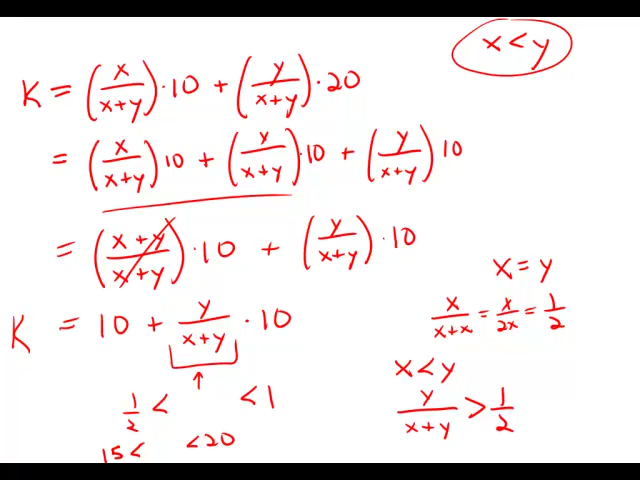 x < y
K = (x/(x+y)) · 10 + (y/(x+y)) · 20
= (x/(x+y)) 10 + (y/(x+y)) · 10 + (y/(x+y)) 10
= ((x+y)/(x+y)) · 10 + (y/(x+y)) · 10
K = 10 + y/(x+y) · 10
1/2 < < 1
15 < < 20
x = y
x/(x+x) = x/2x = 1/2
x < y
y/(x+y) > 1/2